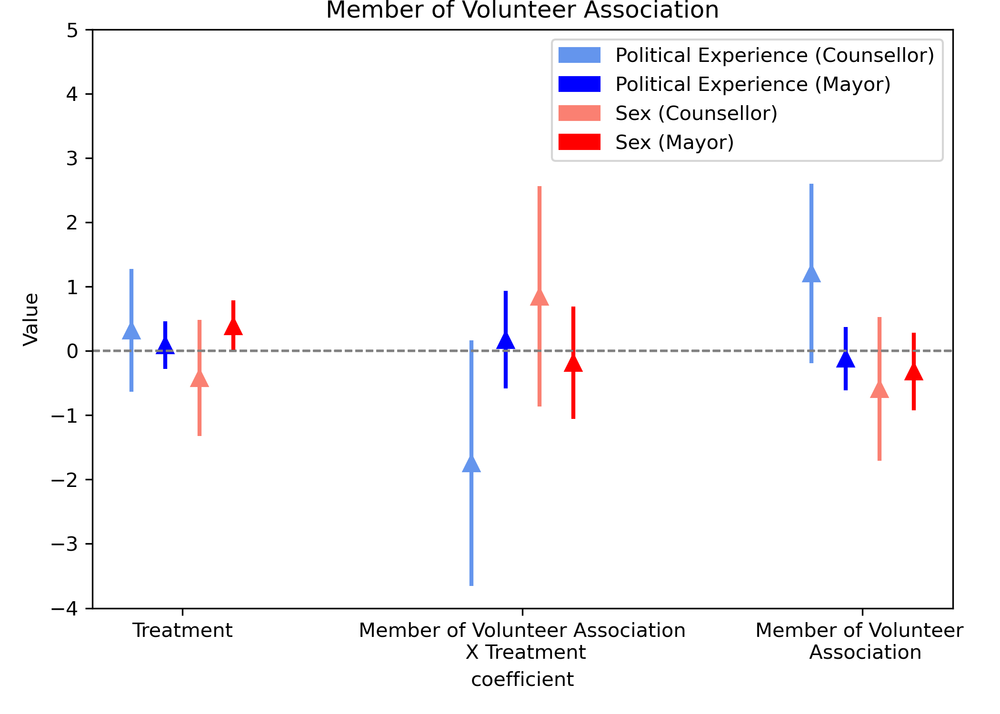 Member of Volunteer Association
5
4
3
2
1
0
−1
−2
−3
−4
Value
Political Experience (Counsellor)
Political Experience (Mayor)
Sex (Counsellor)
Sex (Mayor)
Treatment
Member of Volunteer Association
X Treatment
Member of Volunteer
Association
coefficient